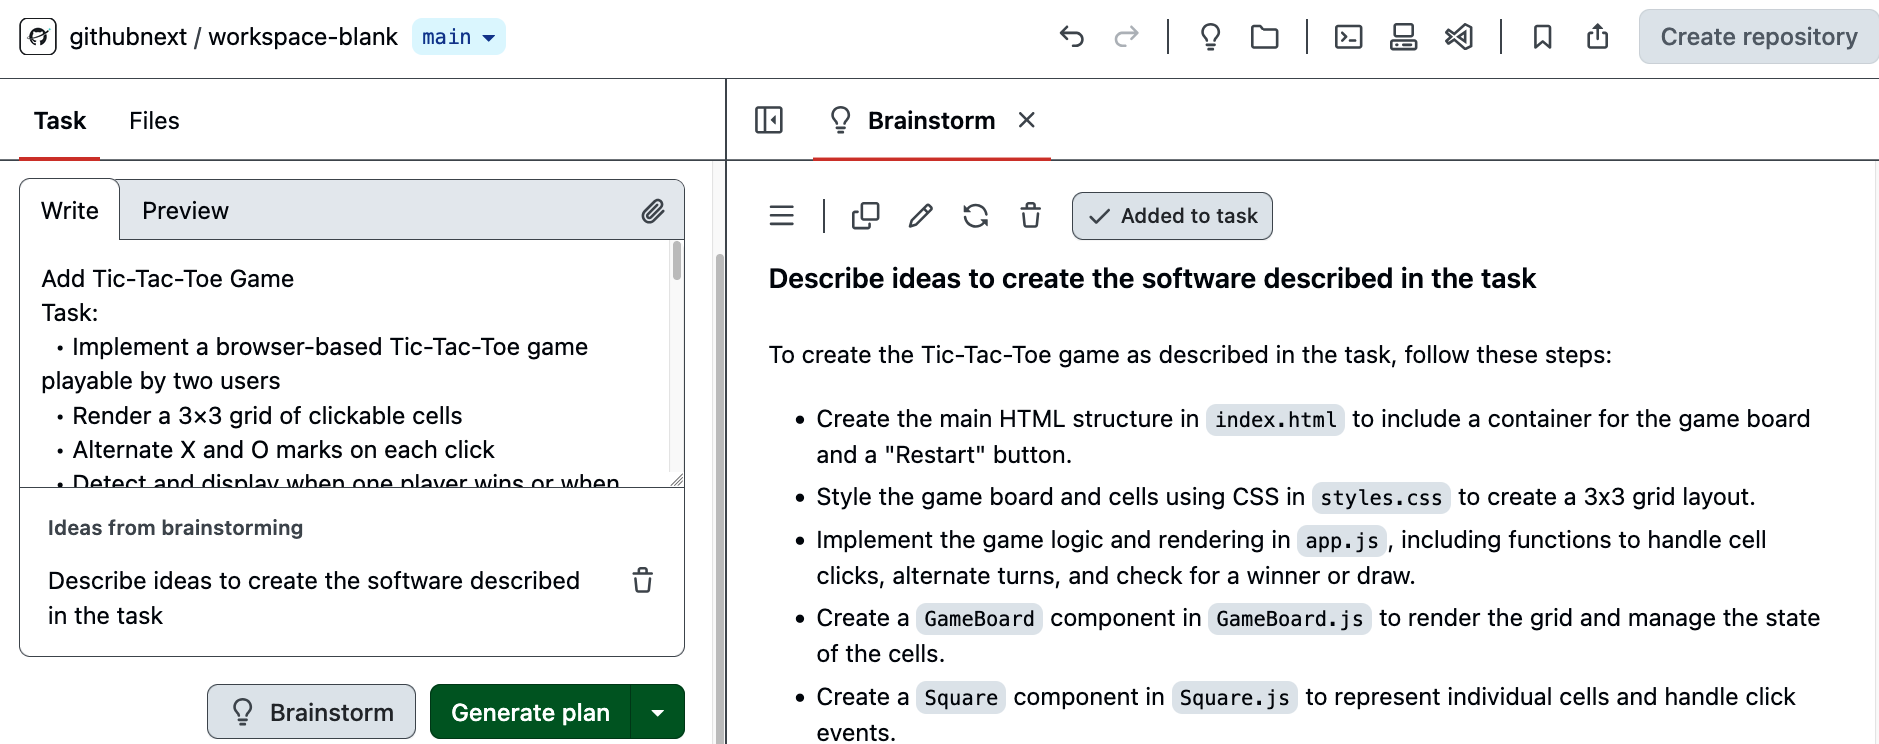 githubnext / workspace-blank main
Create repository
Task Files
Brainstorm
Write Preview
Add Tic-Tac-Toe Game
Task:
• Implement a browser-based Tic-Tac-Toe game
playable by two users
• Render a 3×3 grid of clickable cells
• Alternate X and O marks on each click
• Detect and display when one player wins or when
Ideas from brainstorming
Describe ideas to create the software described
in the task
Brainstorm Generate plan
Added to task
Describe ideas to create the software described in the task
To create the Tic-Tac-Toe game as described in the task, follow these steps:
• Create the main HTML structure in index.html to include a container for the game board
and a "Restart" button.
• Style the game board and cells using CSS in styles.css to create a 3x3 grid layout.
• Implement the game logic and rendering in app.js, including functions to handle cell
clicks, alternate turns, and check for a winner or draw.
• Create a GameBoard component in GameBoard.js to render the grid and manage the state
of the cells.
• Create a Square component in Square.js to represent individual cells and handle click
events.